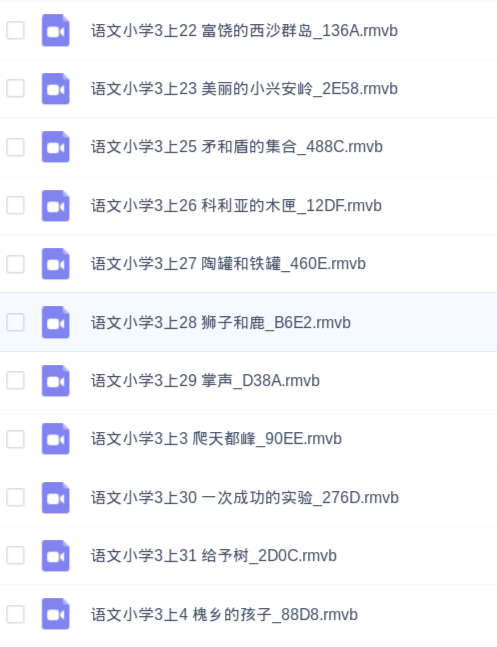 语文小学3上22 富饶的西沙群岛_136A.rmvb
语文小学3上23 美丽的小兴安岭_2E58.rmvb
语文小学3上25 矛和盾的集合_488C.rmvb
语文小学3上26 科利亚的木匣_12DF.rmvb
语文小学3上27 陶罐和铁罐_460E.rmvb
语文小学3上28 狮子和鹿_B6E2.rmvb
语文小学3上29 掌声_D38A.rmvb
语文小学3上3 爬天都峰_90EE.rmvb
语文小学3上30 一次成功的实验_276D.rmvb
语文小学3上31 给予树_2D0C.rmvb
语文小学3上4 槐乡的孩子_88D8.rmvb